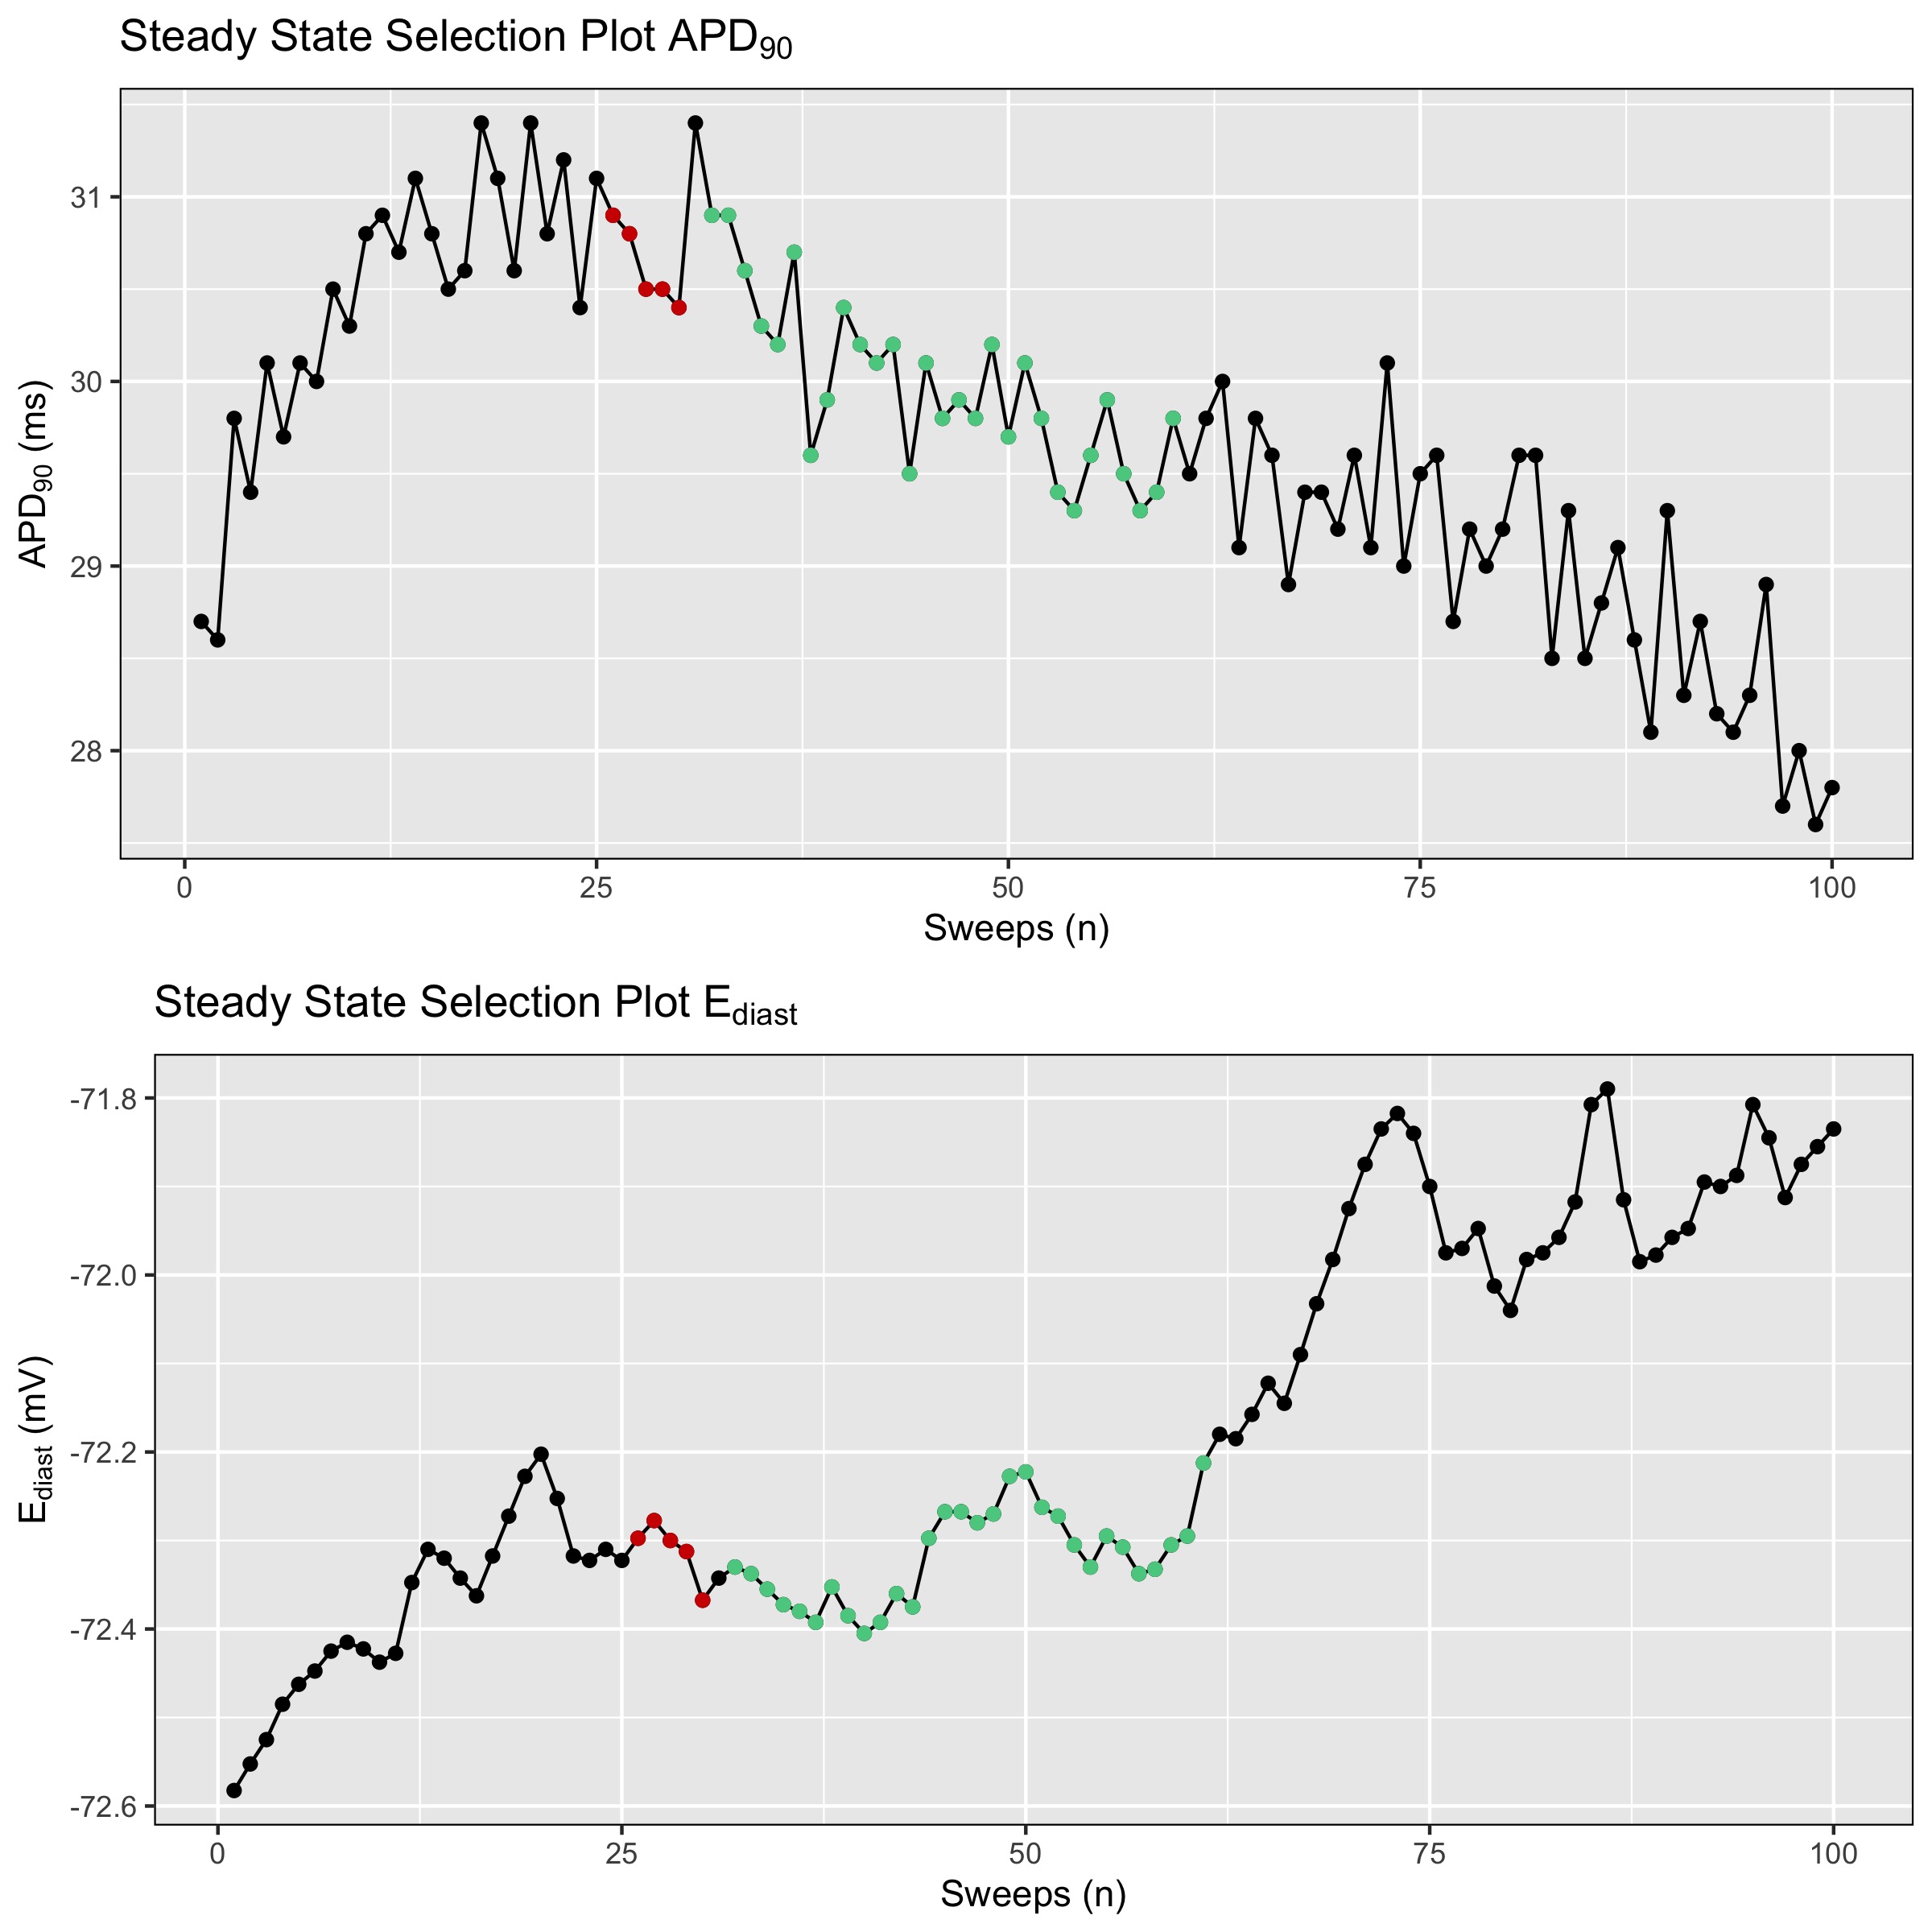 Steady State Selection Plot APD90
31
30
29
28
APD90 (ms)
0 25 50 75 100
Sweeps (n)
Steady State Selection Plot Ediast
-71.8
-72.0
-72.2
-72.4
-72.6
Ediast (mV)
0 25 50 75 100
Sweeps (n)